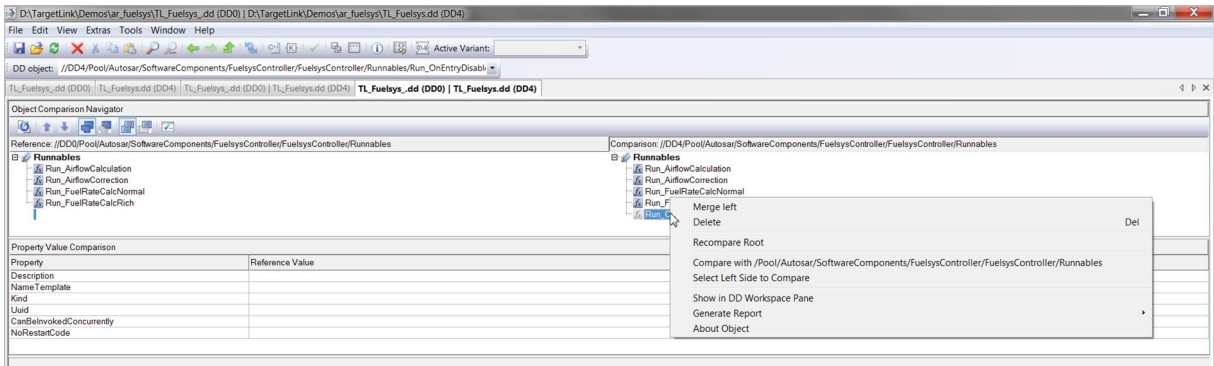 D:\TargetLink\Demos\ar_fuelsys\TL_Fuelsys_.dd (DD0) | D:\TargetLink\Demos\ar_fuelsys\TL_Fuelsys.dd (DD4)
File Edit View Extras Tools Window Help
Active Variant:
DD object: //DD4/Pool/Autosar/SoftwareComponents/FuelsysController/FuelsysController/Runnables/Run_OnEntryDisabl
TL_Fuelsys_.dd (DD0) TL_Fuelsys.dd (DD4) TL_Fuelsys_.dd (DD0) | TL_Fuelsys.dd (DD4) TL_Fuelsys_.dd (DD0) | TL_Fuelsys.dd (DD4)
Object Comparison Navigator
Reference: //DD0/Pool/Autosar/SoftwareComponents/FuelsysController/FuelsysController/Runnables
Runnables
Run_AirflowCalculation
Run_AirflowCorrection
Run_FuelRateCalcNormal
Run_FuelRateCalcRich
Comparison: //DD4/Pool/Autosar/SoftwareComponents/FuelsysController/FuelsysController/Runnables
Runnables
Run_AirflowCalculation
Run_AirflowCorrection
Run_FuelRateCalcNormal
Run_F
Run_O
Merge left
Delete Del
Recompare Root
Compare with /Pool/Autosar/SoftwareComponents/FuelsysController/FuelsysController/Runnables
Select Left Side to Compare
Show in DD Workspace Pane
Generate Report
About Object
Property Value Comparison
Property Reference Value
Description
NameTemplate
Kind
Uuid
CanBeInvokedConcurrently
NoRestartCode